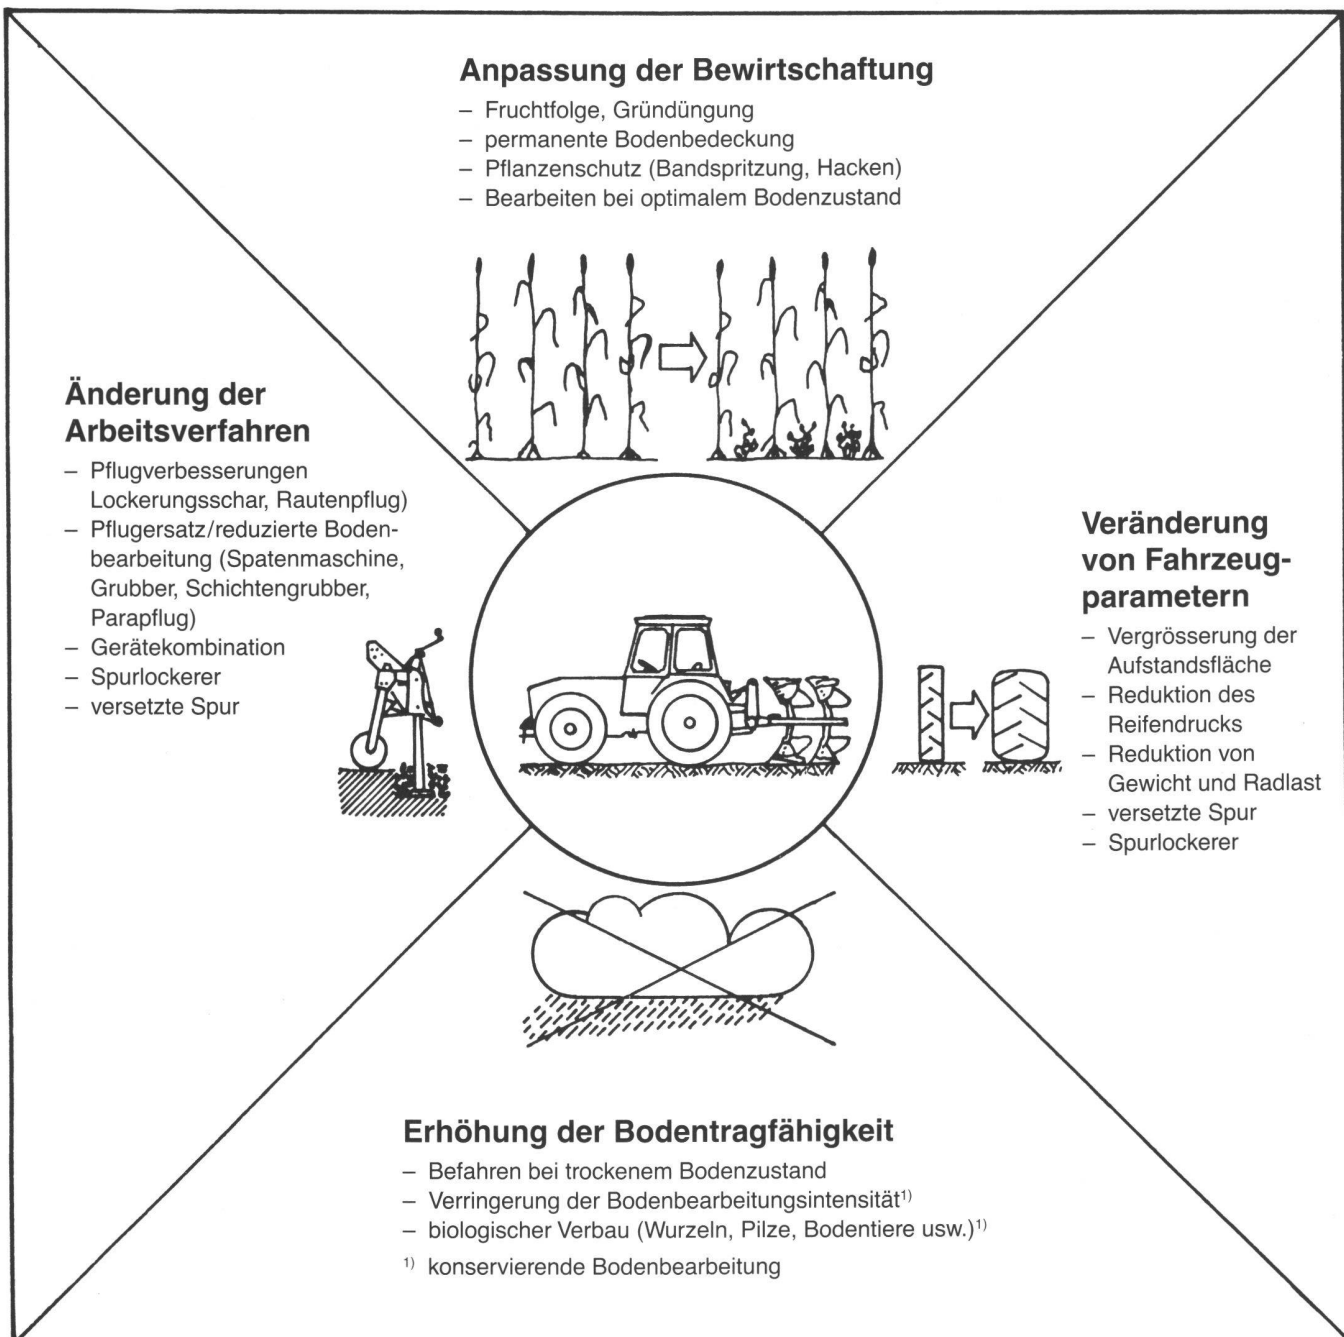 Anpassung der Bewirtschaftung
– Fruchtfolge, Gründüngung
– permanente Bodenbedeckung
– Pflanzenschutz (Bandspritzung, Hacken)
– Bearbeiten bei optimalem Bodenzustand
Änderung der
Arbeitsverfahren
– Pflugverbesserungen
Lockerungsschar, Rautenpflug)
– Pflugersatz/reduzierte Boden-
bearbeitung (Spatenmaschine,
Grubber, Schichtengrubber,
Parapflug)
– Gerätekombination
– Spurlockerer
– versetzte Spur
Veränderung
von Fahrzeug-
parametern
– Vergrösserung der
Aufstandsfläche
– Reduktion des
Reifendrucks
– Reduktion von
Gewicht und Radlast
– versetzte Spur
– Spurlockerer
Erhöhung der Bodentragfähigkeit
– Befahren bei trockenem Bodenzustand
– Verringerung der Bodenbearbeitungsintensität¹⁾
– biologischer Verbau (Wurzeln, Pilze, Bodentiere usw.)¹⁾
¹⁾ konservierende Bodenbearbeitung